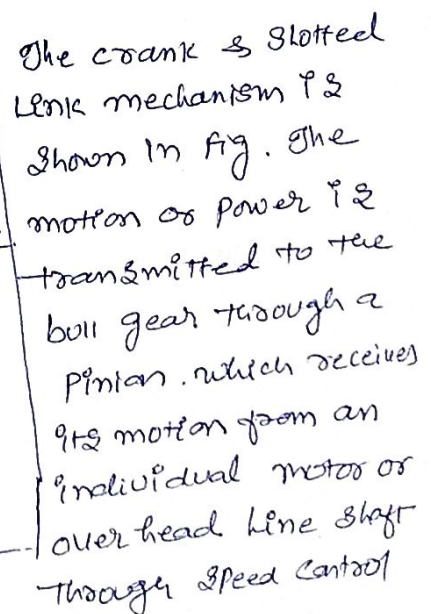 The crank & Slotted
Link mechanism is
Shown in fig. The
motion or power is
transmitted to the
bull gear through a
Pinian. which receives
its motion from an
individual motor or
over head Line Shaft
Through Speed Control